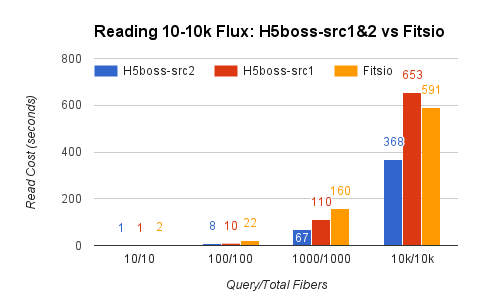 Reading 10-10k Flux: H5boss-src1&2 vs Fitsio
800
H5boss-src2 H5boss-src1 Fitsio
653
591
600
Read Cost (seconds)
400
368
200
160
110
67
8 10 22
1 1 2
0
10/10 100/100 1000/1000 10k/10k
Query/Total Fibers